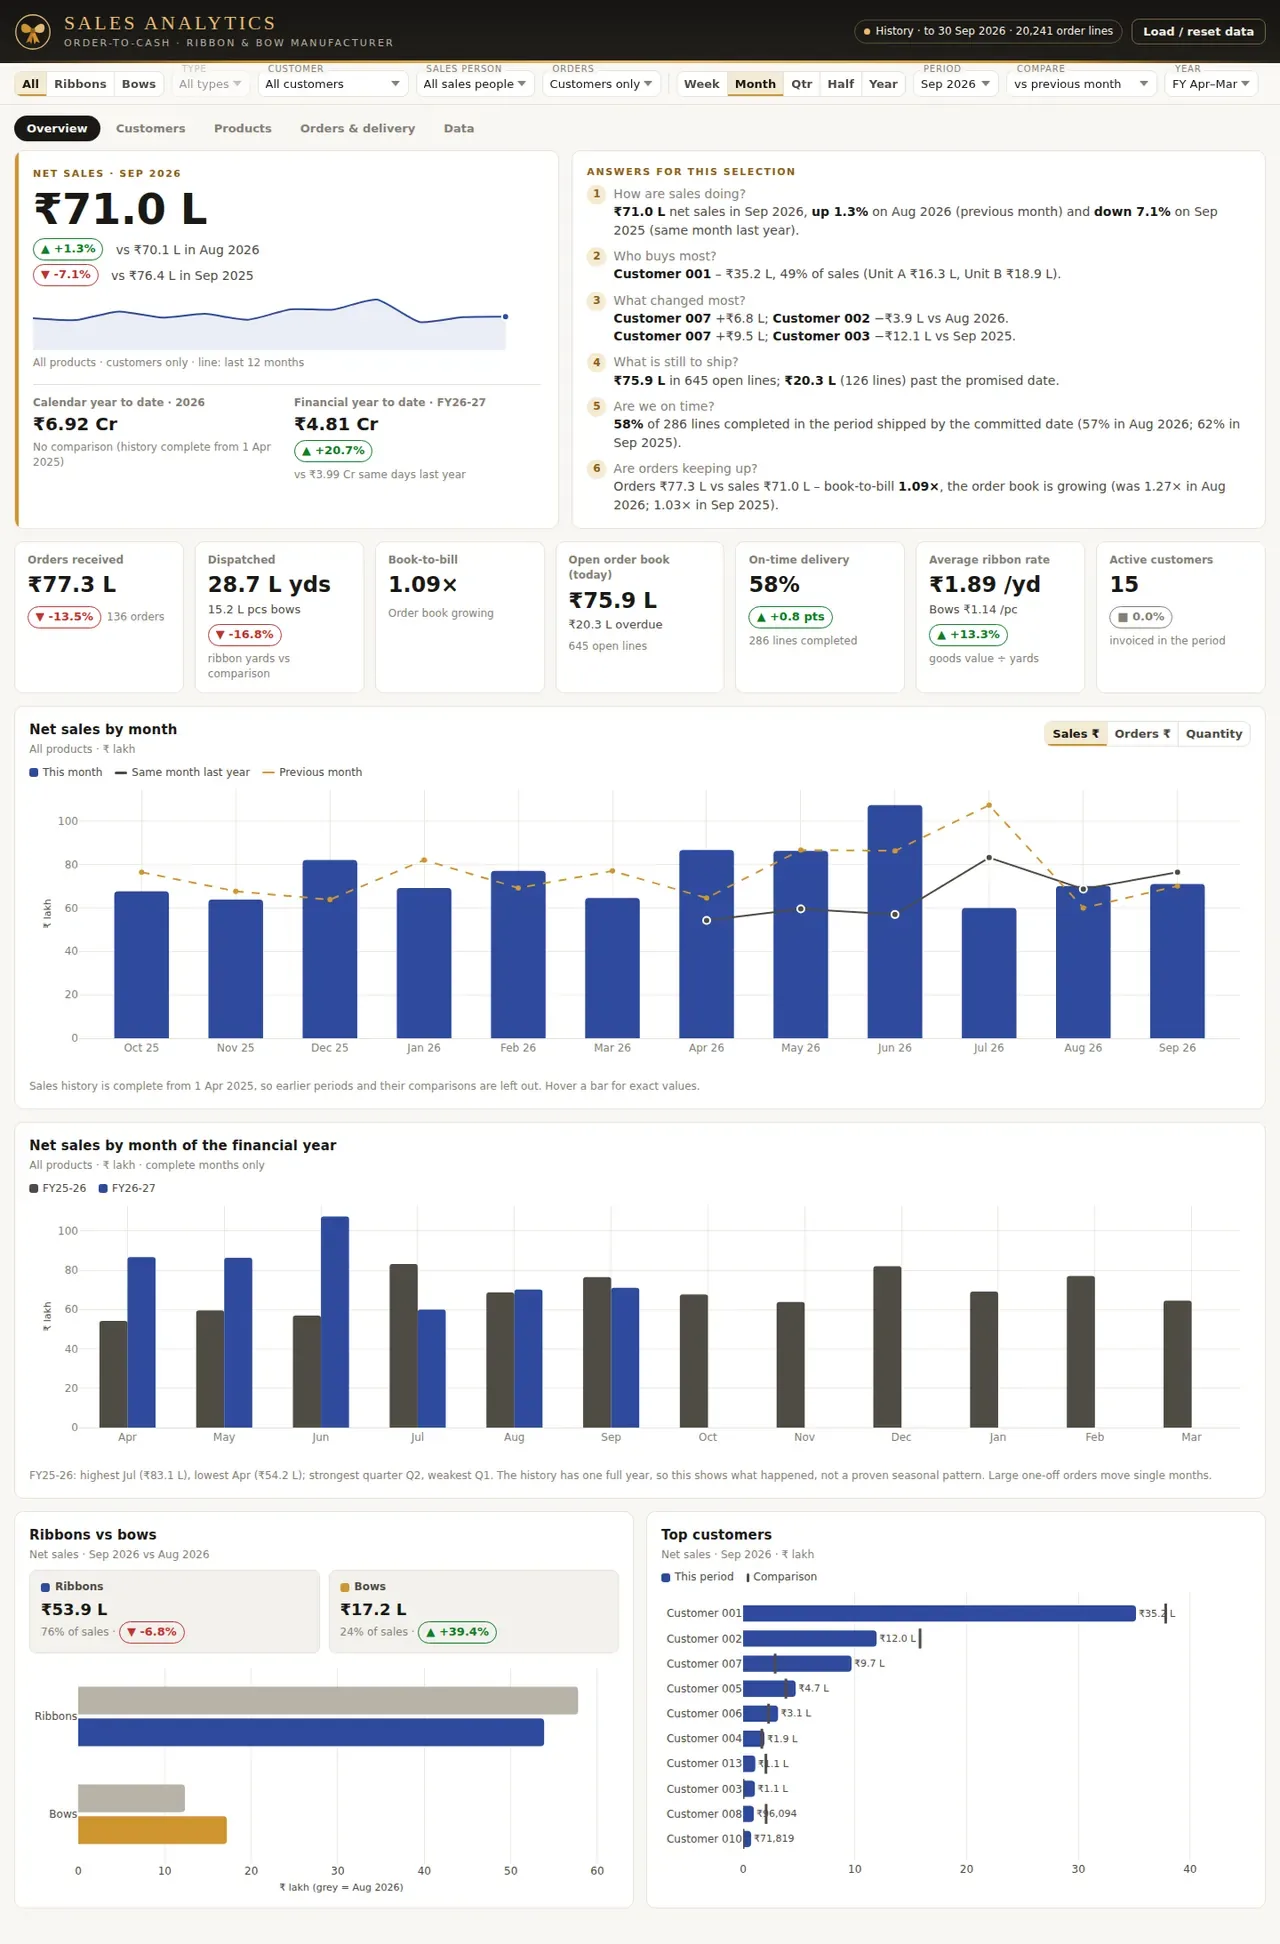 SALES ANALYTICS
ORDER-TO-CASH · RIBBON & BOW MANUFACTURER
History · to 30 Sep 2026 · 20,241 order lines
Load / reset data
All Ribbons Bows
TYPE
All types
CUSTOMER
All customers
SALES PERSON
All sales people
ORDERS
Customers only
Week Month Qtr Half Year
PERIOD
Sep 2026
COMPARE
vs previous month
YEAR
FY Apr–Mar
Overview Customers Products Orders & delivery Data
NET SALES · SEP 2026
₹71.0 L
▲ +1.3% vs ₹70.1 L in Aug 2026
▼ -7.1% vs ₹76.4 L in Sep 2025
All products · customers only · line: last 12 months
Calendar year to date · 2026
₹6.92 Cr
No comparison (history complete from 1 Apr
2025)
Financial year to date · FY26-27
₹4.81 Cr
▲ +20.7%
vs ₹3.99 Cr same days last year
ANSWERS FOR THIS SELECTION
1 How are sales doing?
₹71.0 L net sales in Sep 2026, up 1.3% on Aug 2026 (previous month) and down 7.1% on Sep
2025 (same month last year).
2 Who buys most?
Customer 001 – ₹35.2 L, 49% of sales (Unit A ₹16.3 L, Unit B ₹18.9 L).
3 What changed most?
Customer 007 +₹6.8 L; Customer 002 −₹3.9 L vs Aug 2026.
Customer 007 +₹9.5 L; Customer 003 −₹12.1 L vs Sep 2025.
4 What is still to ship?
₹75.9 L in 645 open lines; ₹20.3 L (126 lines) past the promised date.
5 Are we on time?
58% of 286 lines completed in the period shipped by the committed date (57% in Aug 2026; 62% in
Sep 2025).
6 Are orders keeping up?
Orders ₹77.3 L vs sales ₹71.0 L – book-to-bill 1.09×, the order book is growing (was 1.27× in Aug
2026; 1.03× in Sep 2025).
Orders received
₹77.3 L
▼ -13.5% 136 orders
Dispatched
28.7 L yds
15.2 L pcs bows
▼ -16.8%
ribbon yards vs
comparison
Book-to-bill
1.09×
Order book growing
Open order book
(today)
₹75.9 L
₹20.3 L overdue
645 open lines
On-time delivery
58%
▲ +0.8 pts
286 lines completed
Average ribbon rate
₹1.89 /yd
Bows ₹1.14 /pc
▲ +13.3%
goods value ÷ yards
Active customers
15
■ 0.0%
invoiced in the period
Net sales by month
All products · ₹ lakh
Sales ₹ Orders ₹ Quantity
This month Same month last year Previous month
100
80
60
40
20
0
₹ lakh
Oct 25 Nov 25 Dec 25 Jan 26 Feb 26 Mar 26 Apr 26 May 26 Jun 26 Jul 26 Aug 26 Sep 26
Sales history is complete from 1 Apr 2025, so earlier periods and their comparisons are left out. Hover a bar for exact values.
Net sales by month of the financial year
All products · ₹ lakh · complete months only
FY25-26 FY26-27
100
80
60
40
20
0
₹ lakh
Apr May Jun Jul Aug Sep Oct Nov Dec Jan Feb Mar
FY25-26: highest Jul (₹83.1 L), lowest Apr (₹54.2 L); strongest quarter Q2, weakest Q1. The history has one full year, so this shows what happened, not a proven seasonal pattern. Large one-off orders move single months.
Ribbons vs bows
Net sales · Sep 2026 vs Aug 2026
Ribbons
₹53.9 L
76% of sales · ▼ -6.8%
Bows
₹17.2 L
24% of sales · ▲ +39.4%
Ribbons
Bows
0 10 20 30 40 50 60
₹ lakh (grey = Aug 2026)
Top customers
Net sales · Sep 2026 · ₹ lakh
This period Comparison
Customer 001 ₹35.2 L
Customer 002 ₹12.0 L
Customer 007 ₹9.7 L
Customer 005 ₹4.7 L
Customer 006 ₹3.1 L
Customer 004 ₹1.9 L
Customer 013 ₹1.1 L
Customer 003 ₹1.1 L
Customer 008 ₹96,094
Customer 010 ₹71,819
0 10 20 30 40